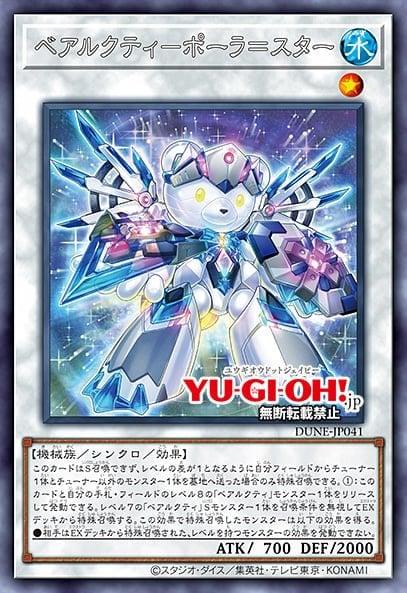 ベアルクティ－ポーラ＝スター
水
ユウギオウドットジェイピー
YU-GI-OH!.jp
無断転載禁止
DUNE-JP041
【機械族／シンクロ／効果】
このカードはS召喚できず、レベルの差が1となるように自分フィールドからチューナー
1体とチューナー以外のモンスター1体を墓地へ送った場合のみ特殊召喚できる。①：この
カードと自分の手札・フィールドのレベル8の「ベアルクティ」モンスター1体をリリース
して発動できる。レベル7の「ベアルクティ」Sモンスター1体を召喚条件を無視してEX
デッキから特殊召喚する。この効果で特殊召喚したモンスターは以下の効果を得る。
●相手はEXデッキから特殊召喚された、レベルを持つモンスターの効果を発動できない。
ATK/ 700 DEF/2000
©スタジオ・ダイス／集英社・テレビ東京・KONAMI